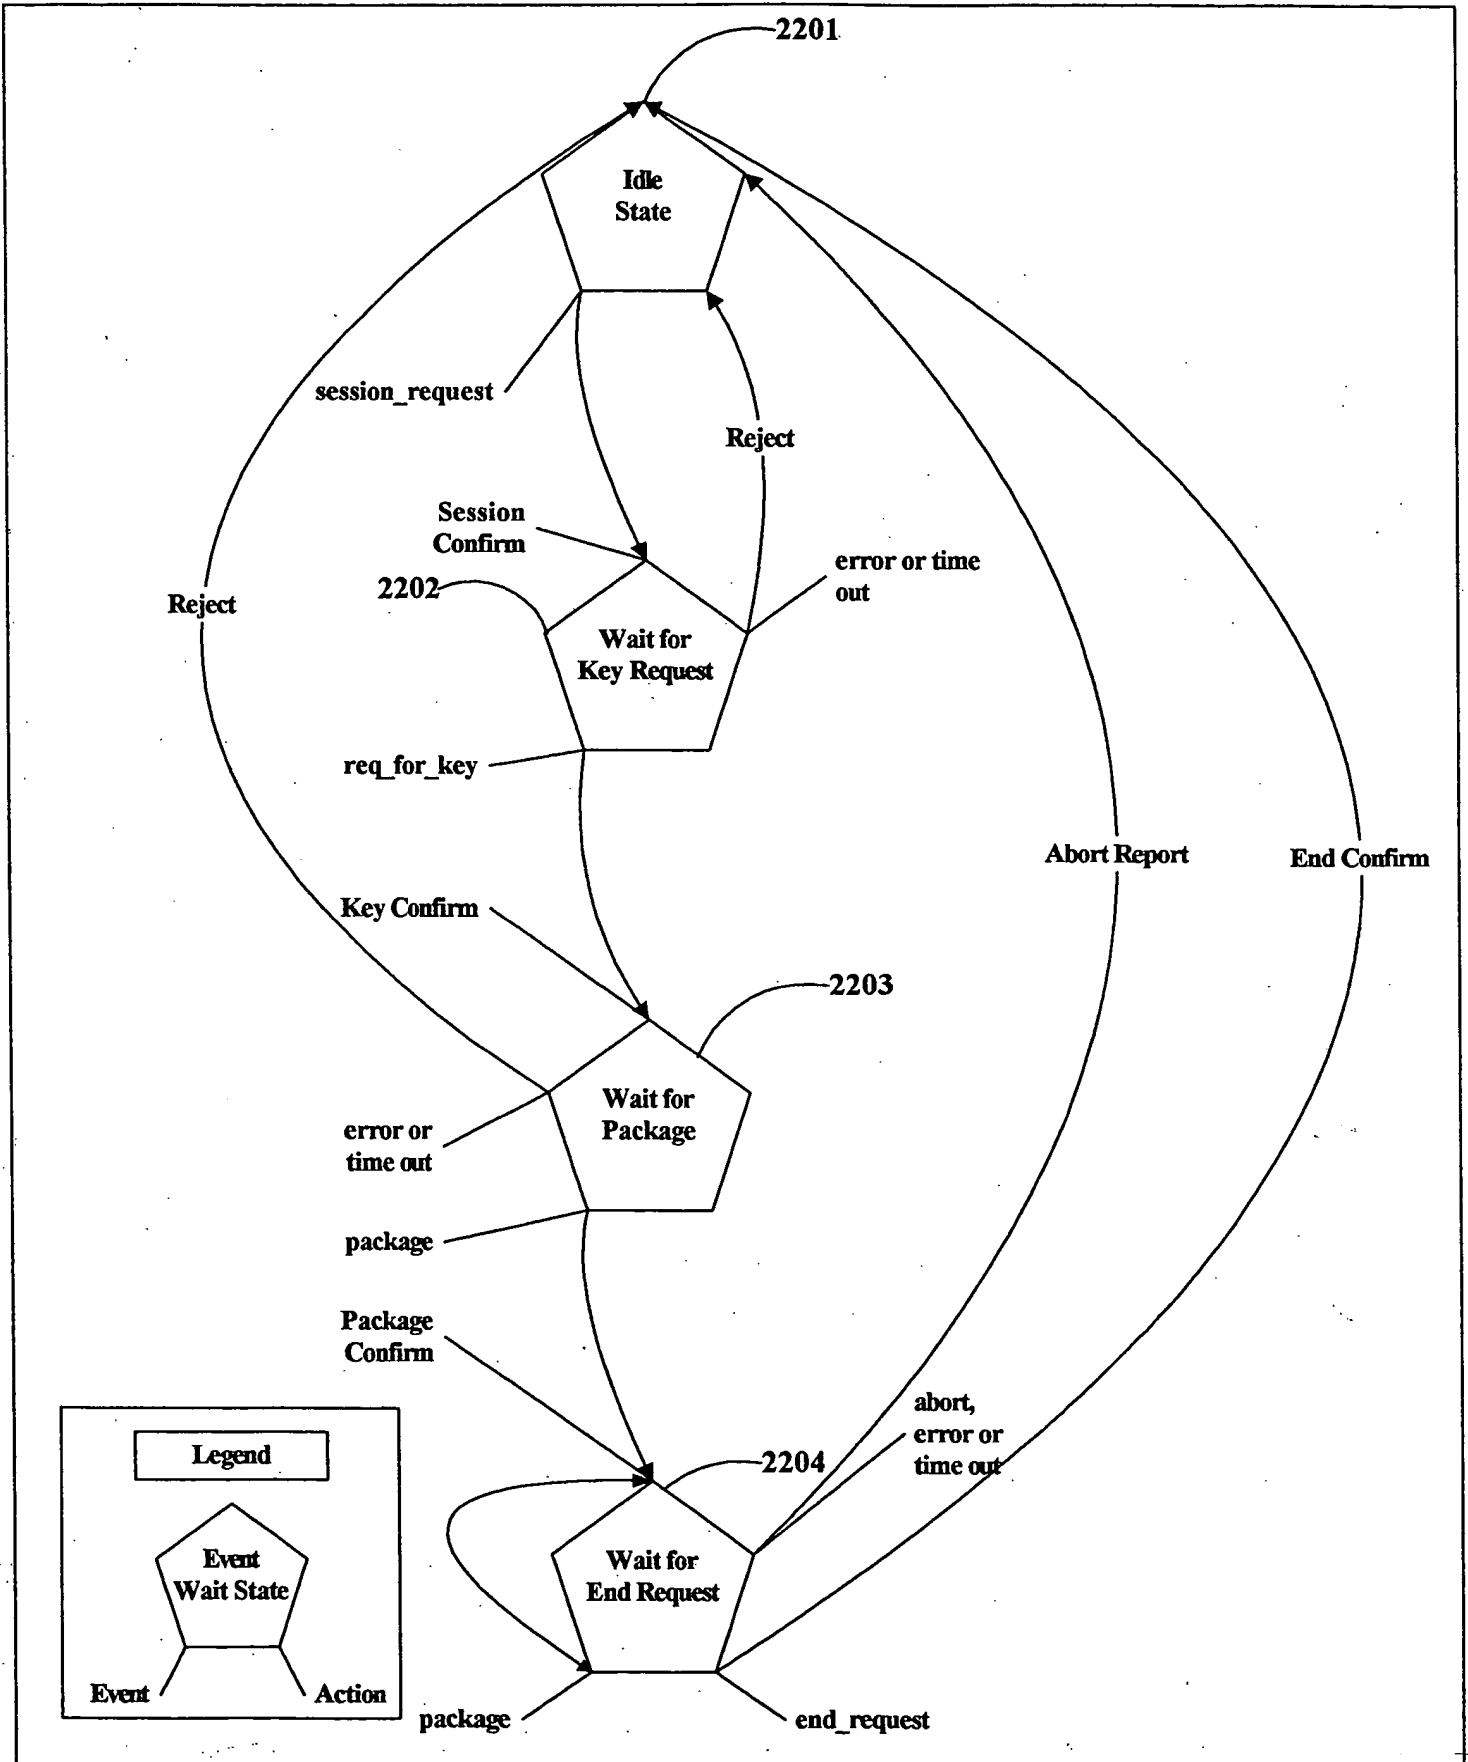 2201
Idle
State
session_request
Reject
Session
Confirm
error or time
out
2202
Reject
Wait for
Key Request
req_for_key
Abort Report
End Confirm
Key Confirm
2203
Wait for
Package
error or
time out
package
Package
Confirm
abort,
error or
time out
2204
Legend
Wait for
End Request
Event
Wait State
Event
Action
package
end_request